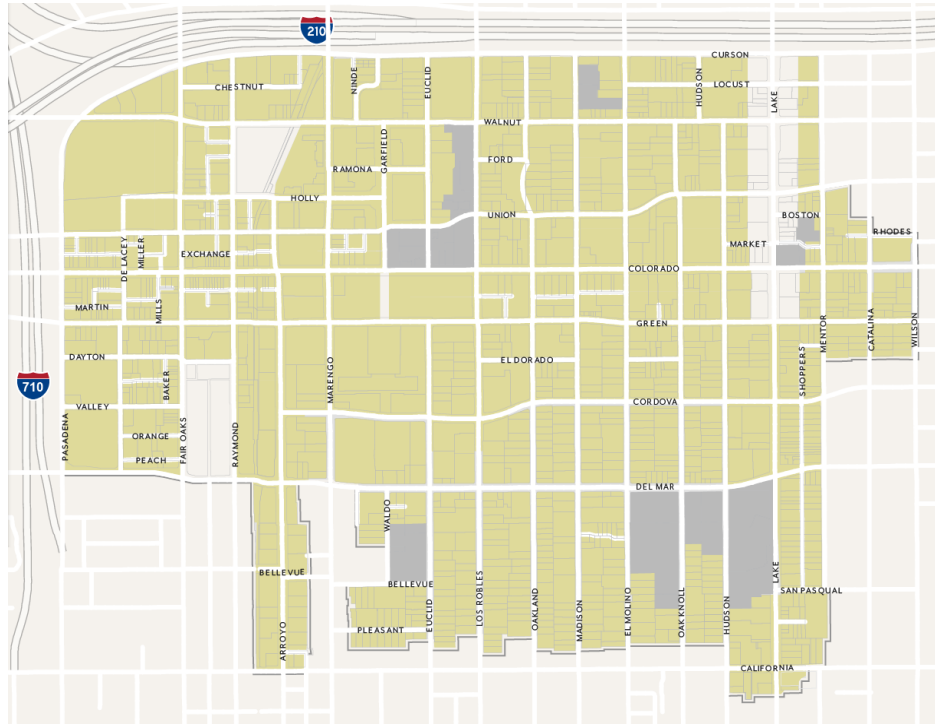 210
CURSON
CHESTNUT
NINDE
EUCLID
HUDSON
LOCUST
LAKE
WALNUT
GARFIELD
RAMONA
FORD
HOLLY
UNION
BOSTON
RHODES
DE LACEY
MILLER
EXCHANGE
MARKET
COLORADO
MARTIN
MILLS
GREEN
MENTOR
CATALINA
WILSON
DAYTON
EL DORADO
SHOPPERS
710
BAKER
MARENGO
VALLEY
CORDOVA
PASADENA
ORANGE
FAIR OAKS
RAYMOND
PEACH
DEL MAR
WALDO
BELLEVUE
BELLEVUE
LAKE
SAN PASQUAL
EUCLID
LOS ROBLES
OAKLAND
MADISON
EL MOLINO
OAK KNOLL
HUDSON
PLEASANT
ARROYO
CALIFORNIA